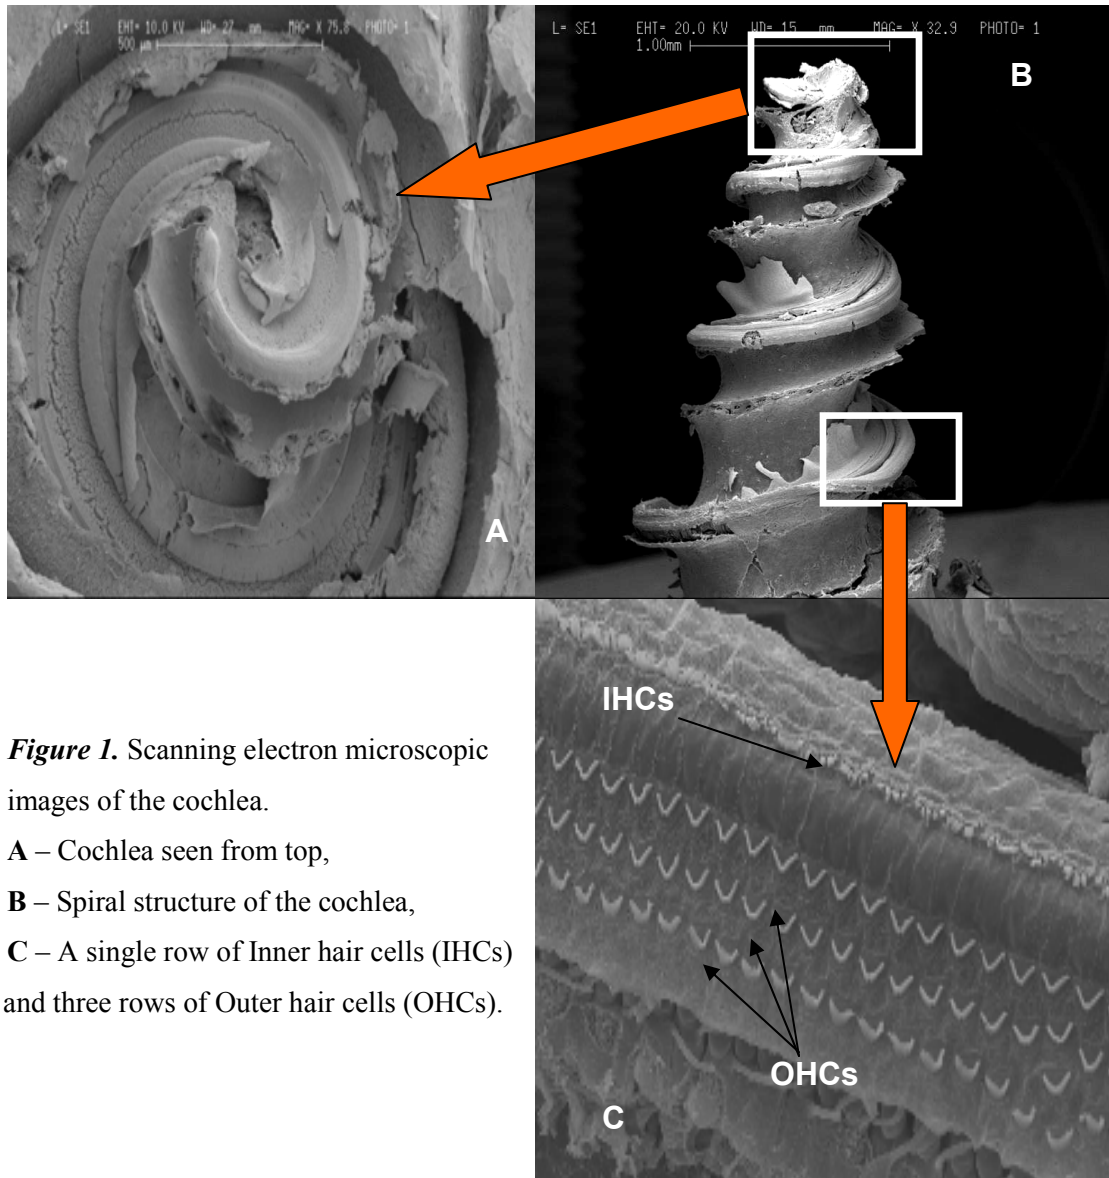 L= SE1 EHT= 10.0 KV WD= 27 mm MAG= X 75.8 PHOTO= 1
500 µm
A
L= SE1 EHT= 20.0 KV WD= 15 mm MAG= X 32.9 PHOTO= 1
1.00mm
B
IHCs
OHCs
C
Figure 1. Scanning electron microscopic
images of the cochlea.
A – Cochlea seen from top,
B – Spiral structure of the cochlea,
C – A single row of Inner hair cells (IHCs)
and three rows of Outer hair cells (OHCs).